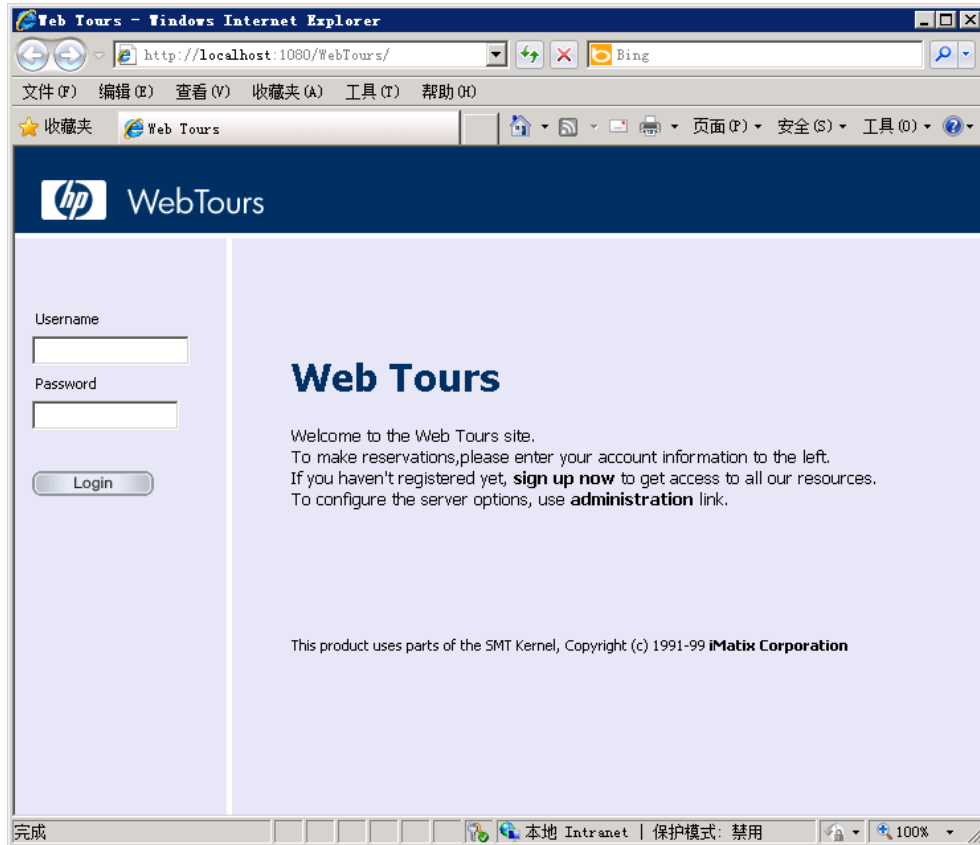 Web Tours - Windows Internet Explorer
http://localhost:1080/WebTours/
Bing
文件(F) 编辑(E) 查看(V) 收藏夹(A) 工具(T) 帮助(H)
收藏夹 Web Tours 页面(P) 安全(S) 工具(O)
hp WebTours
Username
Password
Login
Web Tours
Welcome to the Web Tours site.
To make reservations,please enter your account information to the left.
If you haven't registered yet, sign up now to get access to all our resources.
To configure the server options, use administration link.
This product uses parts of the SMT Kernel, Copyright (c) 1991-99 iMatix Corporation
完成 本地 Intranet | 保护模式: 禁用 100%